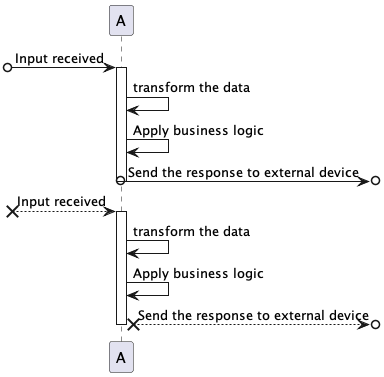 A
Input received
transform the data
Apply business logic
Send the response to external device
Input received
transform the data
Apply business logic
Send the response to external device
A